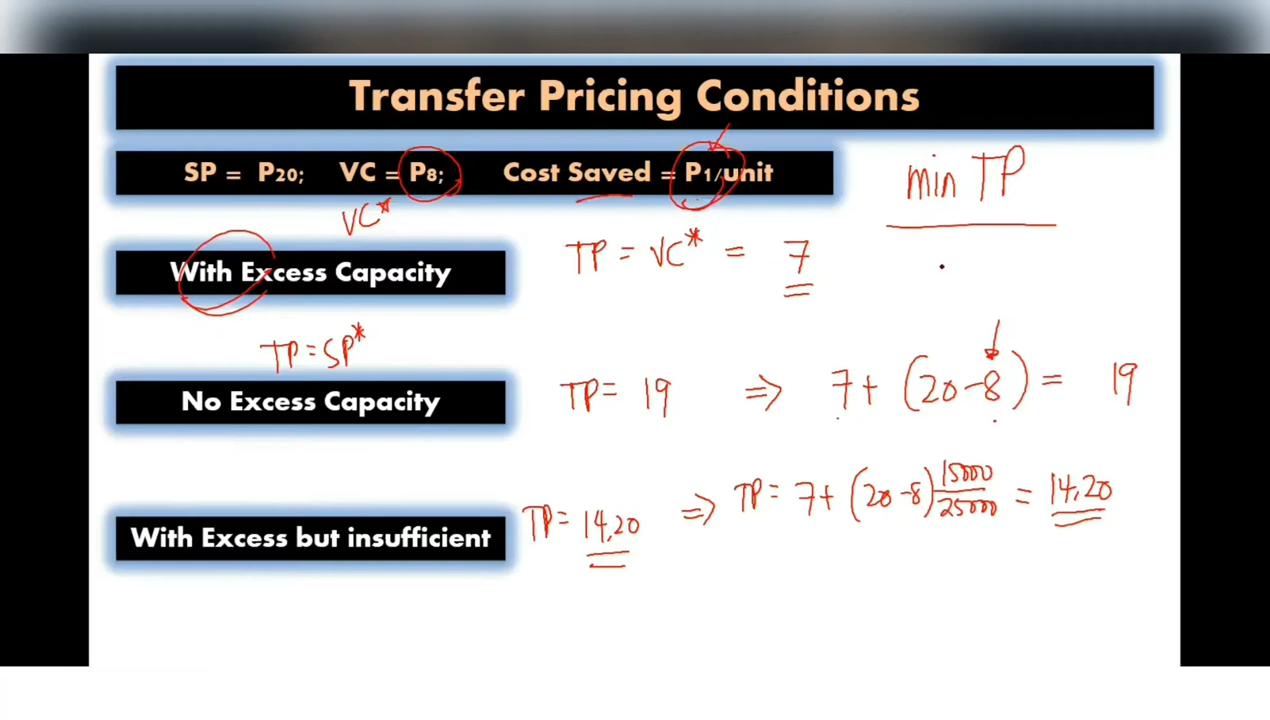 Transfer Pricing Conditions
SP = P20; VC = P8; Cost Saved = P1/unit
min TP
VC*
With Excess Capacity
TP = VC* = 7
TP = SP*
No Excess Capacity
TP = 19 ⇒ 7 + (20 - 8) = 19
With Excess but insufficient
TP = 14.20 ⇒ TP = 7 + (20 - 8) 15000/25000 = 14.20